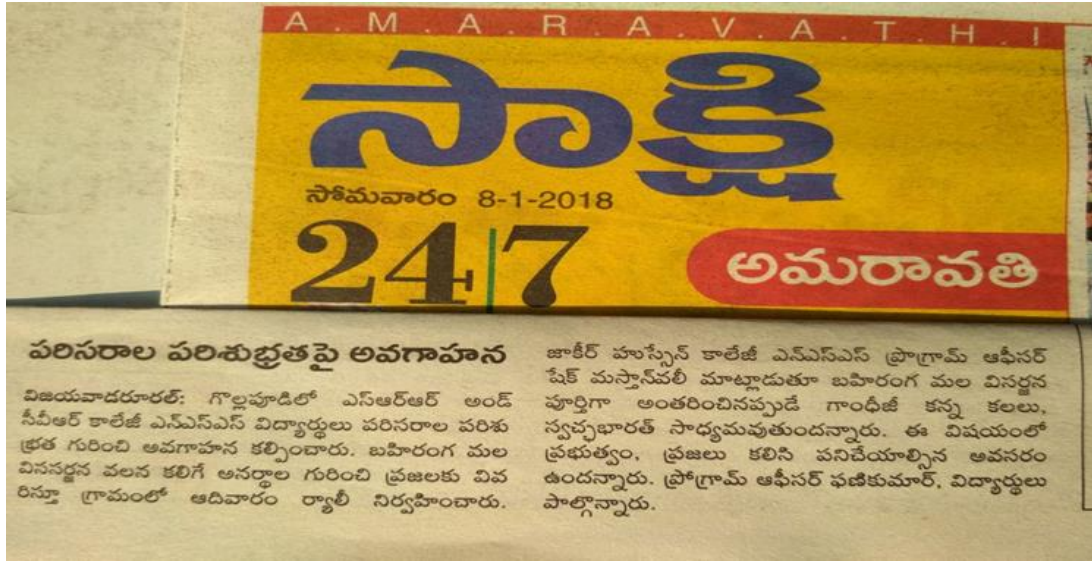 A.M.A.R.A.V.A.T.H.I
సాక్షి
సోమవారం 8-1-2018
24|7
అమరావతి
పరిసరాల పరిశుభ్రతపై అవగాహన
విజయవాడరూరల్: గొల్లపూడిలో ఎస్ఆర్ఆర్ అండ్
సీవీఆర్ కాలేజీ ఎన్ఎస్ఎస్ విద్యార్థులు పరిసరాల పరిశు
భ్రత గురించి అవగాహన కల్పించారు. బహిరంగ మల
విసర్జన వలన కలిగే అనర్థాల గురించి ప్రజలకు వివ
రిస్తూ గ్రామంలో ఆదివారం ర్యాలీ నిర్వహించారు.
జాకీర్ హుస్సేన్ కాలేజీ ఎన్ఎస్ఎస్ ప్రొగ్రామ్ ఆఫీసర్
షేక్ మస్తాన్‌వలీ మాట్లాడుతూ బహిరంగ మల విసర్జన
పూర్తిగా అంతరించినప్పుడే గాంధీజీ కన్న కలలు,
స్వచ్ఛభారత్ సాధ్యమవుతుందన్నారు. ఈ విషయంలో
ప్రభుత్వం, ప్రజలు కలిసి పనిచేయాల్సిన అవసరం
ఉందన్నారు. ప్రోగ్రామ్ ఆఫీసర్ ఫణికుమార్, విద్యార్థులు
పాల్గొన్నారు.